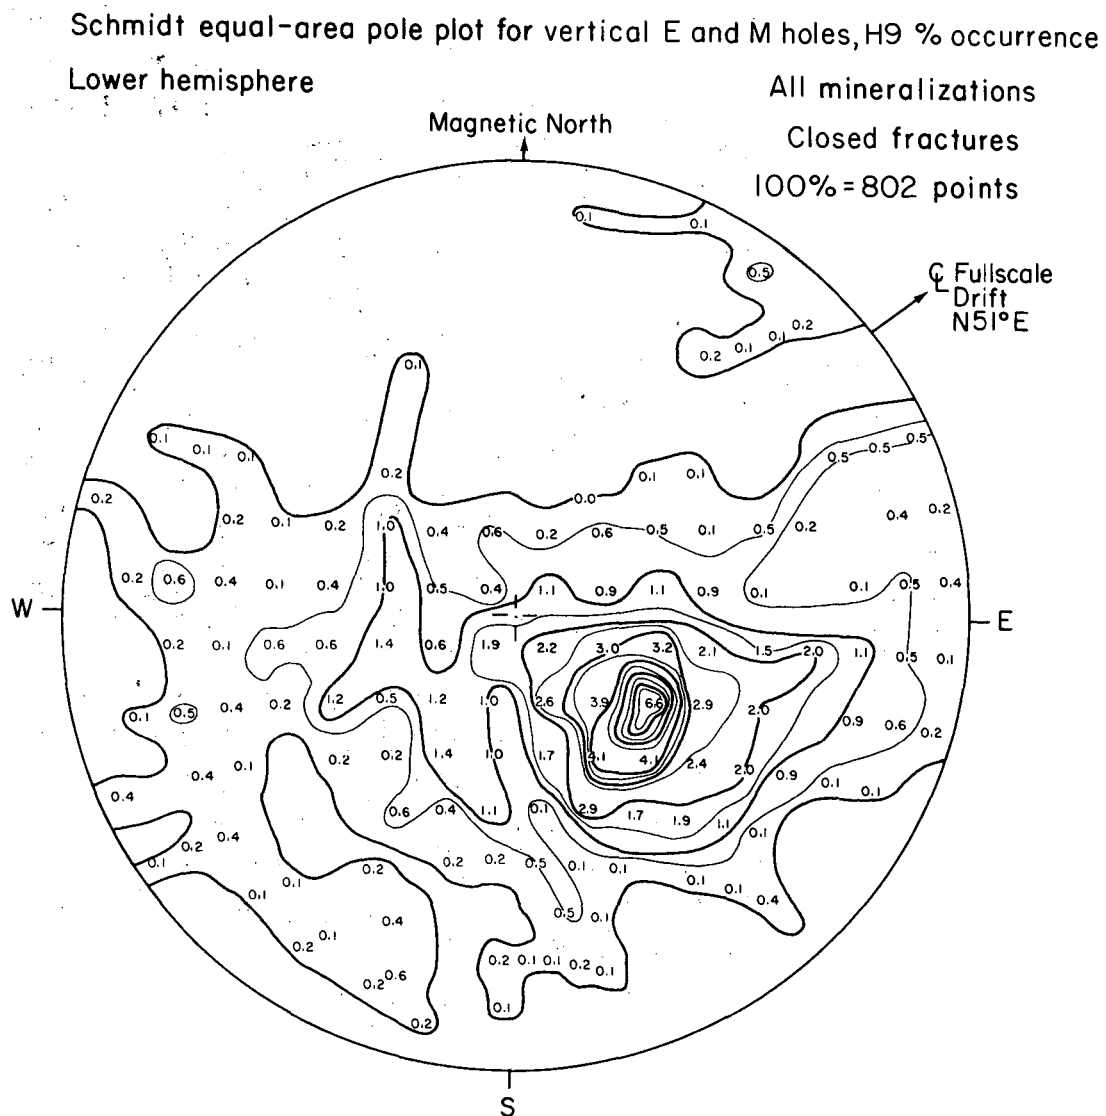 Schmidt equal-area pole plot for vertical E and M holes, H9 % occurrence
Lower hemisphere
All mineralizations
Magnetic North
Closed fractures
100% = 802 points
0.1
0.1
0.5
℄ Fullscale
Drift
N51°E
0.2 0.1 0.1 0.2
0.1
0.1 0.1 0.1
0.5 0.5 0.5
0.2 0.2 0.0 0.1 0.1
0.2 0.1 0.2 1.0 0.4 0.6 0.2 0.6 0.5 0.1 0.5 0.2 0.4 0.2
0.2 0.6 0.4 0.1 0.4 1.0 0.5 0.4 1.1 0.9 1.1 0.9 0.1 0.1 0.5 0.4
W
E
0.2 0.1 0.6 0.6 1.4 0.6 1.9 2.2 3.0 3.2 2.1 1.5 2.0 1.1 0.5 0.1
0.1 0.5 0.4 0.2 1.2 0.5 1.2 1.0 2.6 3.9 6.6 2.9 2.0 0.9 0.6 0.2
0.4 0.4 0.1 0.2 0.2 1.4 1.0 1.7 4.1 4.1 2.4 2.0 0.9 0.1 0.1
0.1 0.2 0.4 0.6 0.4 1.1 0.1 2.9 1.7 1.9 1.1 0.1
0.1 0.1 0.2 0.2 0.2 0.5 0.1 0.1 0.1 0.1 0.4
0.2 0.1 0.4 0.5 0.1
0.2 0.6 0.2 0.1 0.1 0.2 0.1
0.2 0.1
S